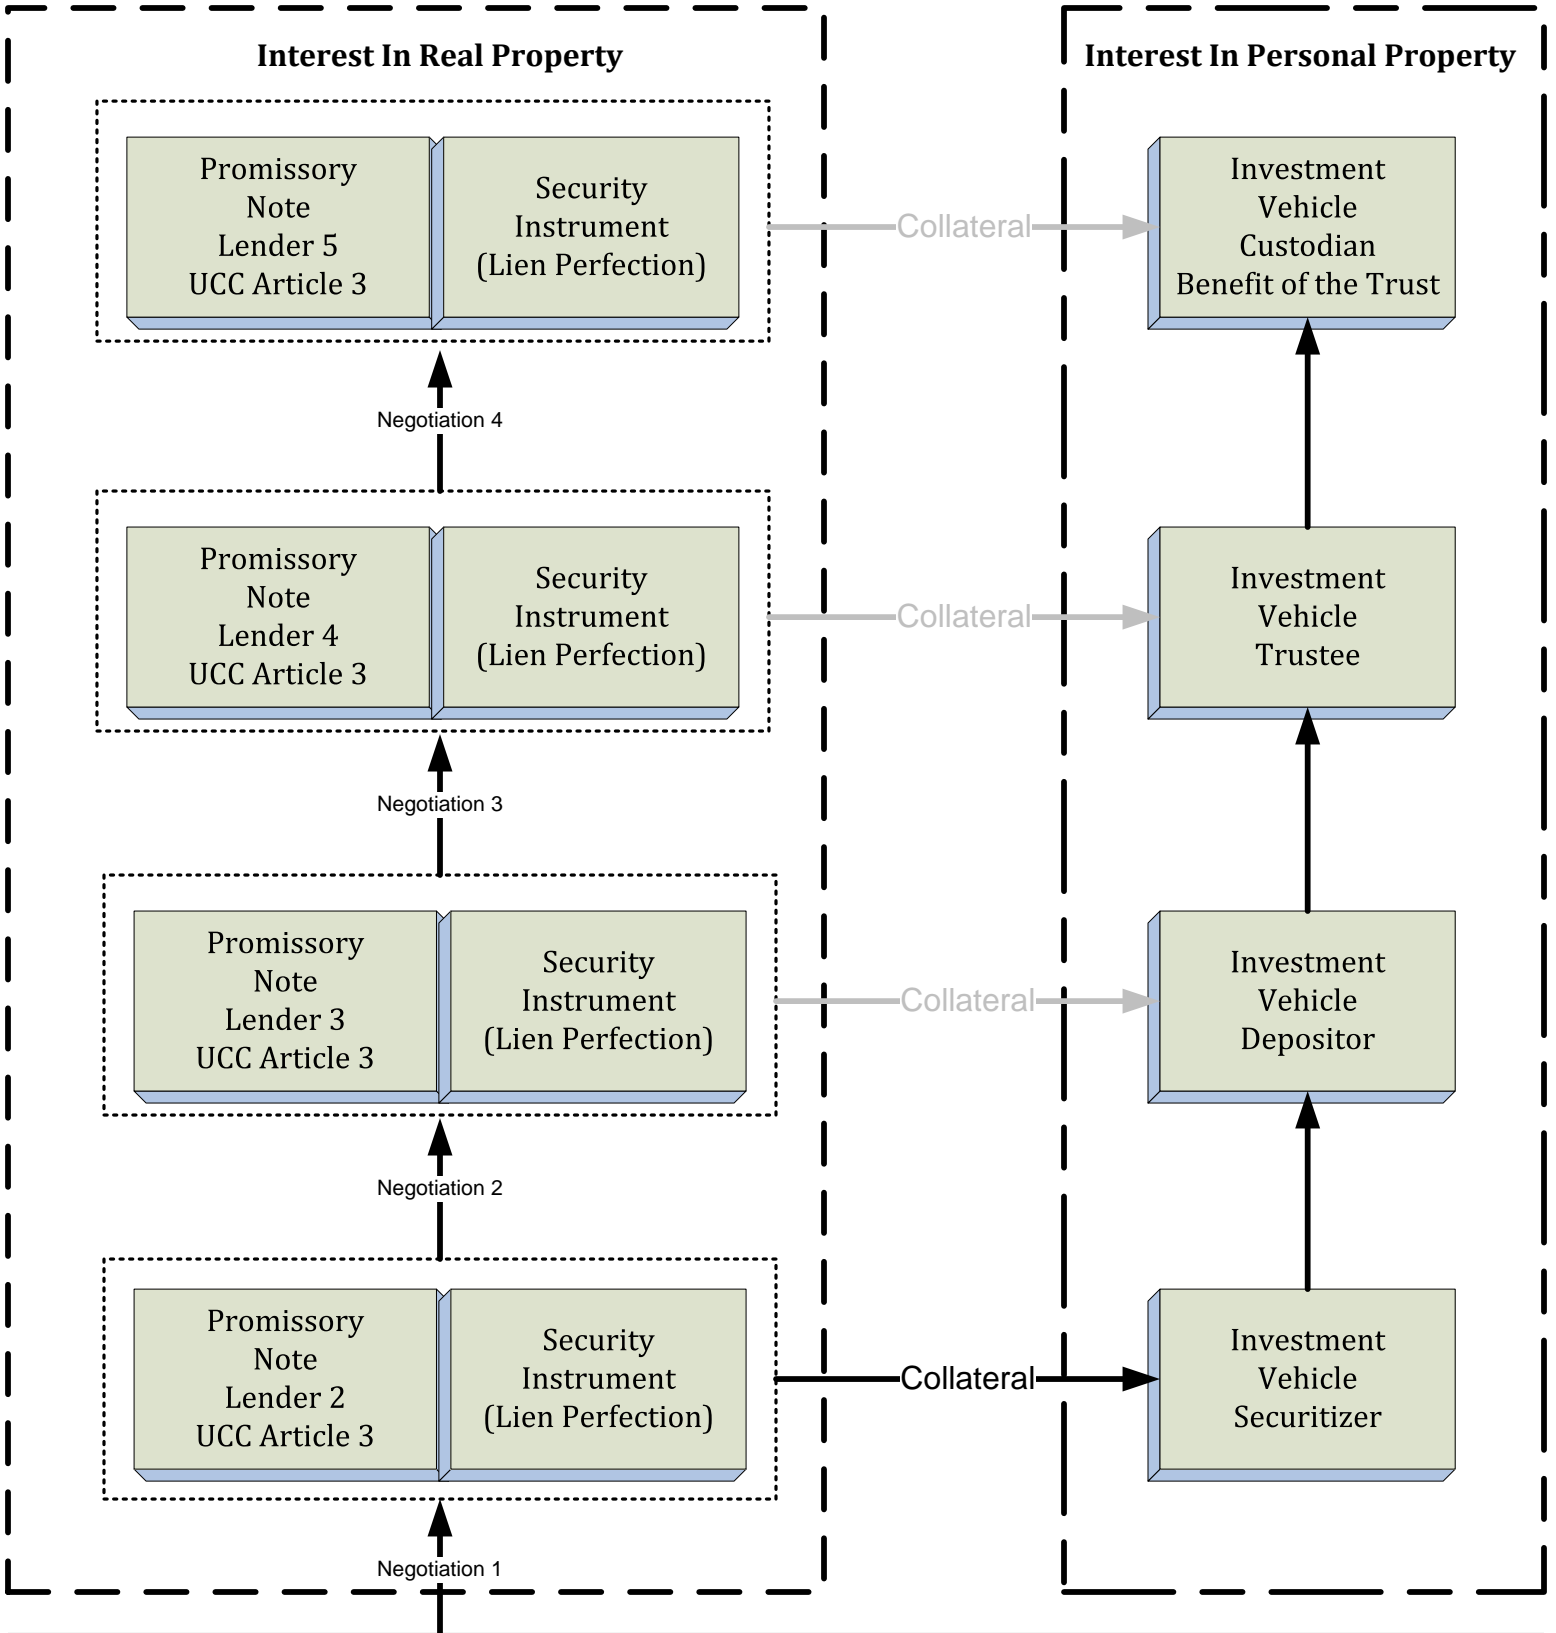 Interest In Real Property
Interest In Personal Property
Promissory
Note
Lender 5
UCC Article 3
Security
Instrument
(Lien Perfection)
Collateral
Investment
Vehicle
Custodian
Benefit of the Trust
Negotiation 4
Promissory
Note
Lender 4
UCC Article 3
Security
Instrument
(Lien Perfection)
Collateral
Investment
Vehicle
Trustee
Negotiation 3
Promissory
Note
Lender 3
UCC Article 3
Security
Instrument
(Lien Perfection)
Collateral
Investment
Vehicle
Depositor
Negotiation 2
Promissory
Note
Lender 2
UCC Article 3
Security
Instrument
(Lien Perfection)
Collateral
Investment
Vehicle
Securitizer
Negotiation 1